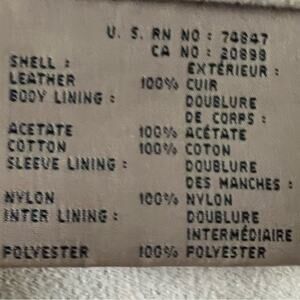 U. S. RN NO : 74847
CA NO : 20898
SHELL : EXTÉRIEUR :
LEATHER 100% CUIR
BODY LINING : DOUBLURE
DE CORPS :
ACETATE 100% ACÉTATE
COTTON 100% COTON
SLEEVE LINING : DOUBLURE
DES MANCHES :
NYLON 100% NYLON
INTER LINING : DOUBLURE
INTERMÉDIAIRE
POLYESTER 100% POLYESTER